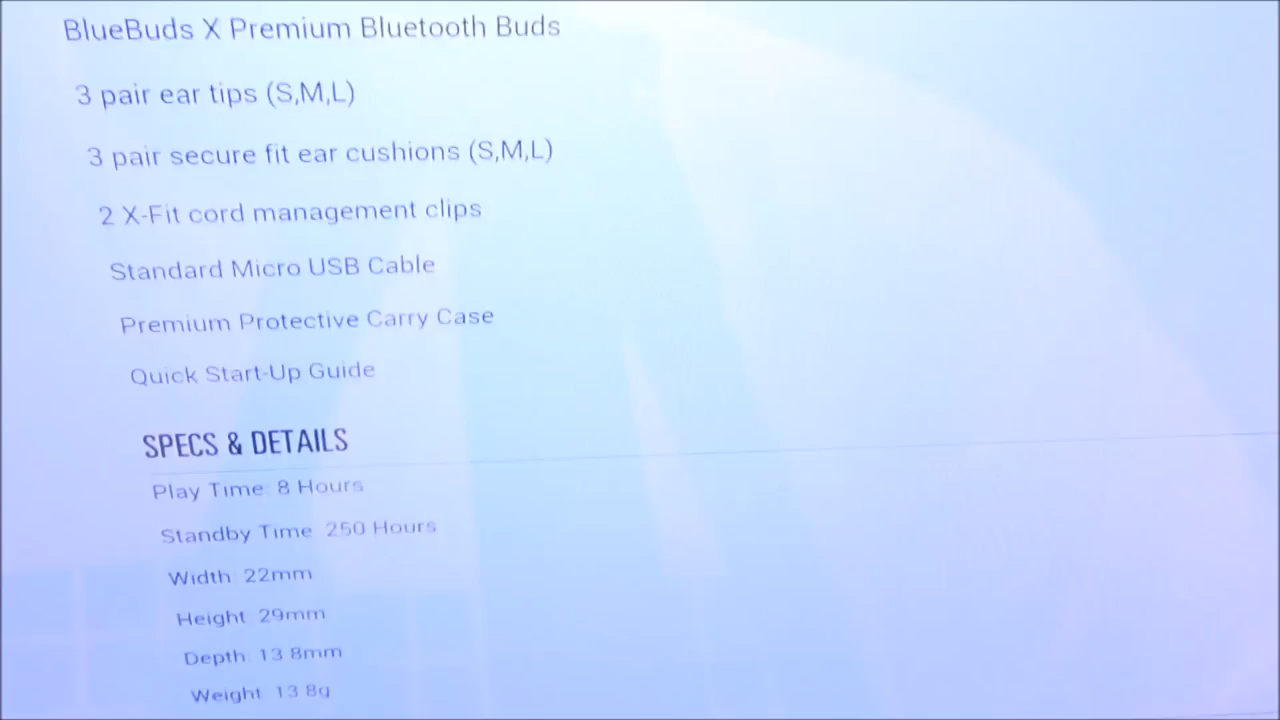 BlueBuds X Premium Bluetooth Buds
3 pair ear tips (S,M,L)
3 pair secure fit ear cushions (S,M,L)
2 X-Fit cord management clips
Standard Micro USB Cable
Premium Protective Carry Case
Quick Start-Up Guide
SPECS & DETAILS
Play Time: 8 Hours
Standby Time: 250 Hours
Width: 22mm
Height: 29mm
Depth: 13.8mm
Weight: 13.8g